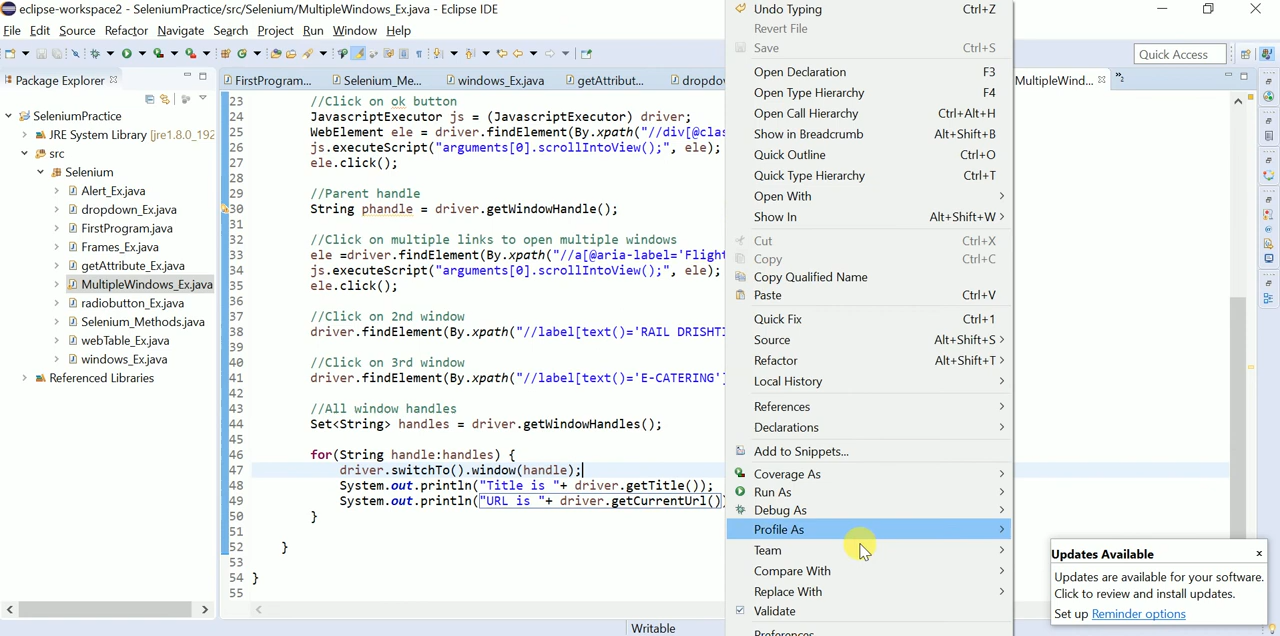 eclipse-workspace2 - SeleniumPractice/src/Selenium/MultipleWindows_Ex.java - Eclipse IDE
File Edit Source Refactor Navigate Search Project Run Window Help
Quick Access
Package Explorer
FirstProgram... Selenium_Me... windows_Ex.java getAttribut... dropdov MultipleWind... »2
SeleniumPractice
JRE System Library [jre1.8.0_192
src
Selenium
Alert_Ex.java
dropdown_Ex.java
FirstProgram.java
Frames_Ex.java
getAttribute_Ex.java
MultipleWindows_Ex.java
radiobutton_Ex.java
Selenium_Methods.java
webTable_Ex.java
windows_Ex.java
Referenced Libraries
23 //Click on ok button
24 JavascriptExecutor js = (JavascriptExecutor) driver;
25 WebElement ele = driver.findElement(By.xpath("//div[@clas
26 js.executeScript("arguments[0].scrollIntoView();", ele);
27 ele.click();
28
29 //Parent handle
30 String phandle = driver.getWindowHandle();
31
32 //Click on multiple links to open multiple windows
33 ele =driver.findElement(By.xpath("//a[@aria-label='Flight
34 js.executeScript("arguments[0].scrollIntoView();", ele);
35 ele.click();
36
37 //Click on 2nd window
38 driver.findElement(By.xpath("//label[text()='RAIL DRISHTI
39
40 //Click on 3rd window
41 driver.findElement(By.xpath("//label[text()='E-CATERING']
42
43 //All window handles
44 Set<String> handles = driver.getWindowHandles();
45
46 for(String handle:handles) {
47 driver.switchTo().window(handle);
48 System.out.println("Title is "+ driver.getTitle());
49 System.out.println("URL is "+ driver.getCurrentUrl())
50 }
51
52 }
53
54 }
55
Undo Typing Ctrl+Z
Revert File
Save Ctrl+S
Open Declaration F3
Open Type Hierarchy F4
Open Call Hierarchy Ctrl+Alt+H
Show in Breadcrumb Alt+Shift+B
Quick Outline Ctrl+O
Quick Type Hierarchy Ctrl+T
Open With
Show In Alt+Shift+W
Cut Ctrl+X
Copy Ctrl+C
Copy Qualified Name
Paste Ctrl+V
Quick Fix Ctrl+1
Source Alt+Shift+S
Refactor Alt+Shift+T
Local History
References
Declarations
Add to Snippets...
Coverage As
Run As
Debug As
Profile As
Team
Compare With
Replace With
Validate
Preferences...
Updates Available
Updates are available for your software.
Click to review and install updates.
Set up Reminder options
Writable